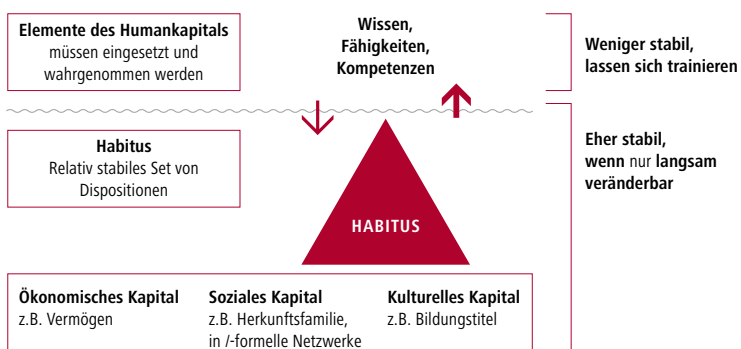 Elemente des Humankapitals
müssen eingesetzt und
wahrgenommen werden
Wissen,
Fähigkeiten,
Kompetenzen
Weniger stabil,
lassen sich trainieren
Habitus
Relativ stabiles Set von
Dispositionen
HABITUS
Eher stabil,
wenn nur langsam
veränderbar
Ökonomisches Kapital
z.B. Vermögen
Soziales Kapital
z.B. Herkunftsfamilie,
in /-formelle Netzwerke
Kulturelles Kapital
z.B. Bildungstitel